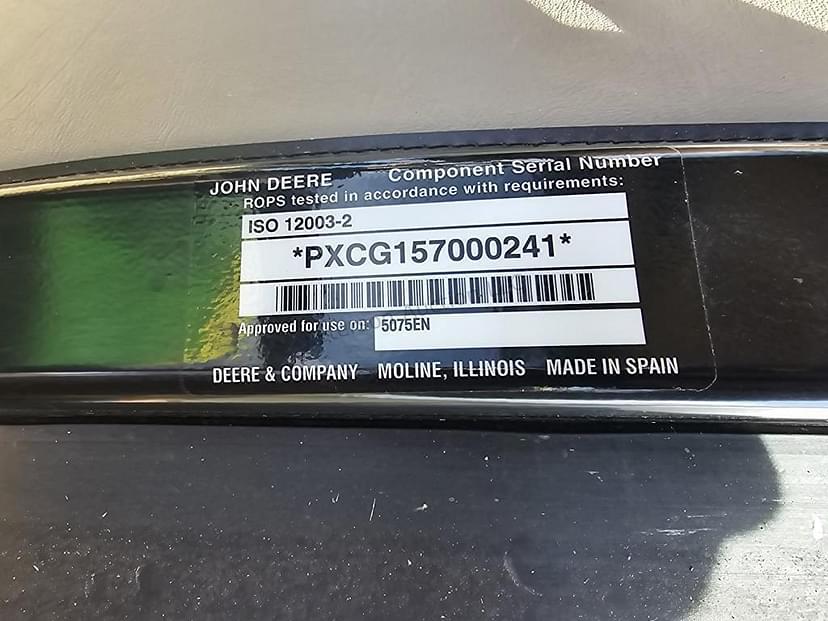 JOHN DEERE Component Serial Number
ROPS tested in accordance with requirements:
ISO 12003-2
*PXCG157000241*
Approved for use on: 5075EN
DEERE & COMPANY MOLINE, ILLINOIS MADE IN SPAIN